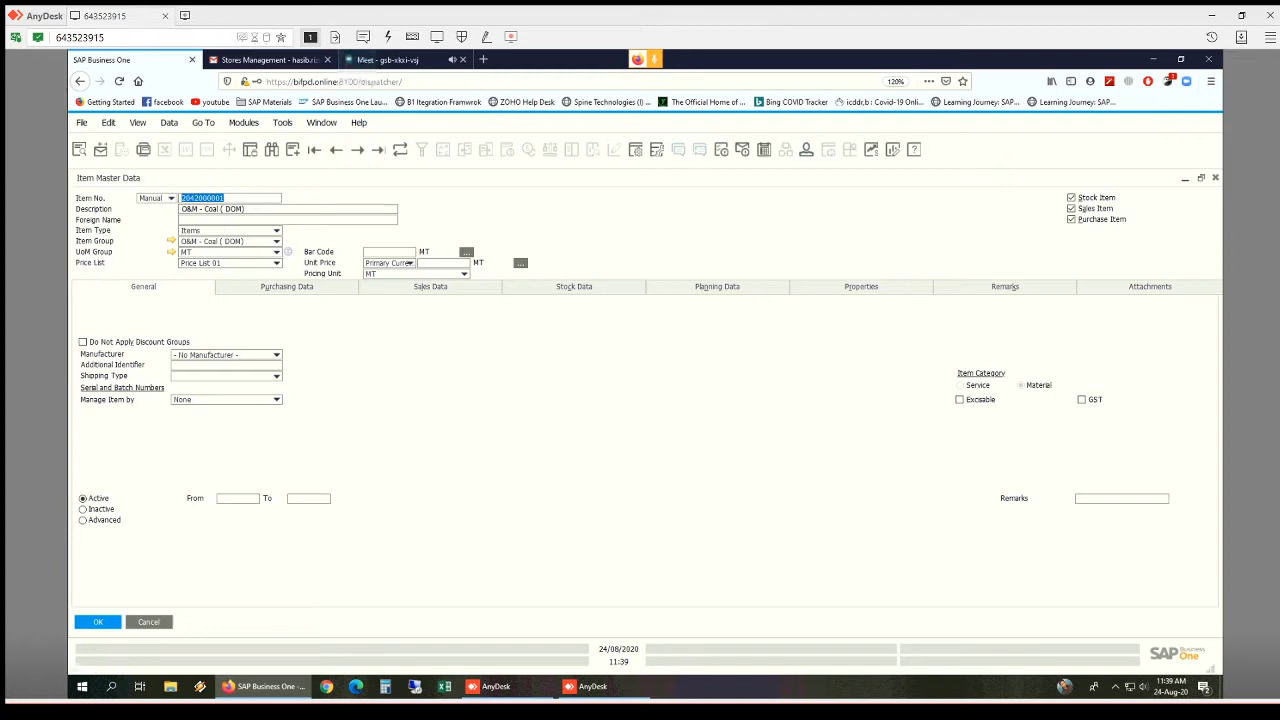 AnyDesk 643523915
643523915 1
SAP Business One Stores Management - hasib.ris Meet - gsb-xkxi-vsj
https://bifpd.online:8100/dispatcher/ 120%
Getting Started facebook youtube SAP Materials SAP Business One Lau... B1 Itegration Framwrok ZOHO Help Desk Spine Technologies (I... The Official Home of ... Bing COVID Tracker icddr,b : Covid-19 Onli... Learning Journey: SAP... Learning Journey: SAP...
File Edit View Data Go To Modules Tools Window Help
Item Master Data
Item No. Manual 2042000001 Stock Item
Description O&M - Coal ( DOM) Sales Item
Foreign Name Purchase Item
Item Type Items
Item Group O&M - Coal ( DOM)
UoM Group MT Bar Code MT ...
Price List Price List 01 Unit Price Primary Curre MT ...
Pricing Unit MT
General Purchasing Data Sales Data Stock Data Planning Data Properties Remarks Attachments
Do Not Apply Discount Groups
Manufacturer - No Manufacturer -
Additional Identifier
Shipping Type Item Category
Serial and Batch Numbers Service Material
Manage Item by None Excisable GST
Active From To Remarks
Inactive
Advanced
OK Cancel
24/08/2020
11:39 SAP Business One
SAP Business One -... AnyDesk AnyDesk 11:39 AM
24-Aug-20 2